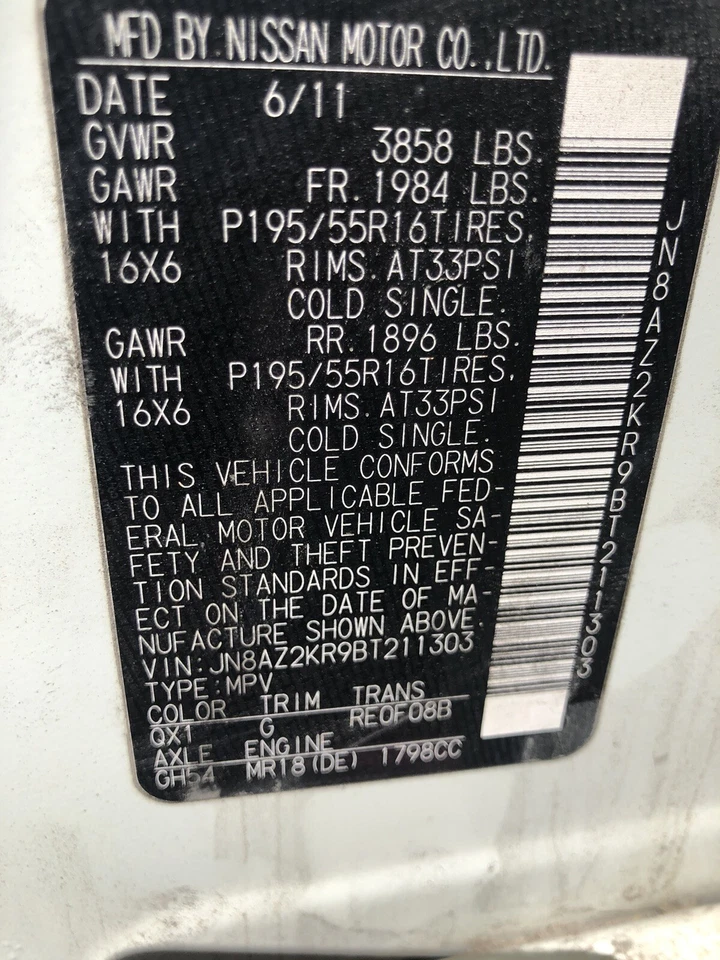 MFD BY NISSAN MOTOR CO.,LTD.
DATE 6/11
GVWR 3858 LBS.
GAWR FR.1984 LBS.
WITH P195/55R16TIRES,
16X6 RIMS.AT33PSI
COLD SINGLE.
GAWR RR.1896 LBS.
WITH P195/55R16TIRES,
16X6 RIMS.AT33PSI
COLD SINGLE.
THIS VEHICLE CONFORMS
TO ALL APPLICABLE FED-
ERAL MOTOR VEHICLE SA-
FETY AND THEFT PREVEN-
TION STANDARDS IN EFF-
ECT ON THE DATE OF MA-
NUFACTURE SHOWN ABOVE.
VIN:JN8AZ2KR9BT211303
TYPE:MPV
COLOR TRIM TRANS
QX1 G RE0F08B
AXLE ENGINE
GH54 MR18(DE) 1798CC
JN8AZ2KR9BT211303